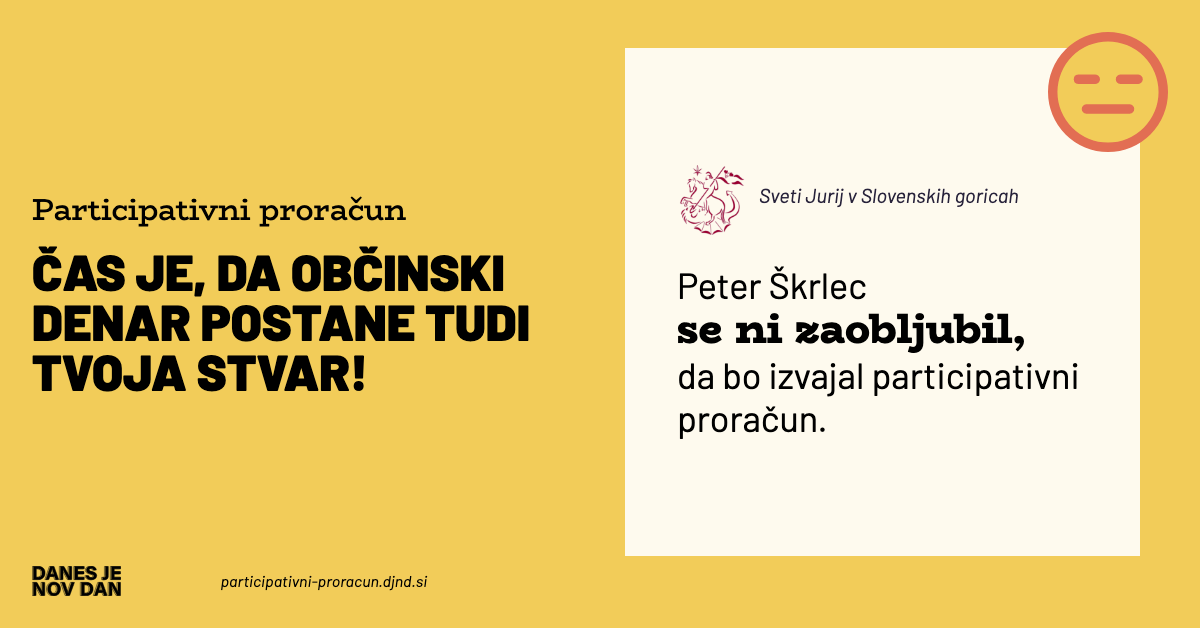 Participativni proračun
ČAS JE, DA OBČINSKI
DENAR POSTANE TUDI
TVOJA STVAR!
DANES JE
NOV DAN
participativni-proracun.djnd.si
Sveti Jurij v Slovenskih goricah
Peter Škrlec
se ni zaobljubil,
da bo izvajal participativni
proračun.